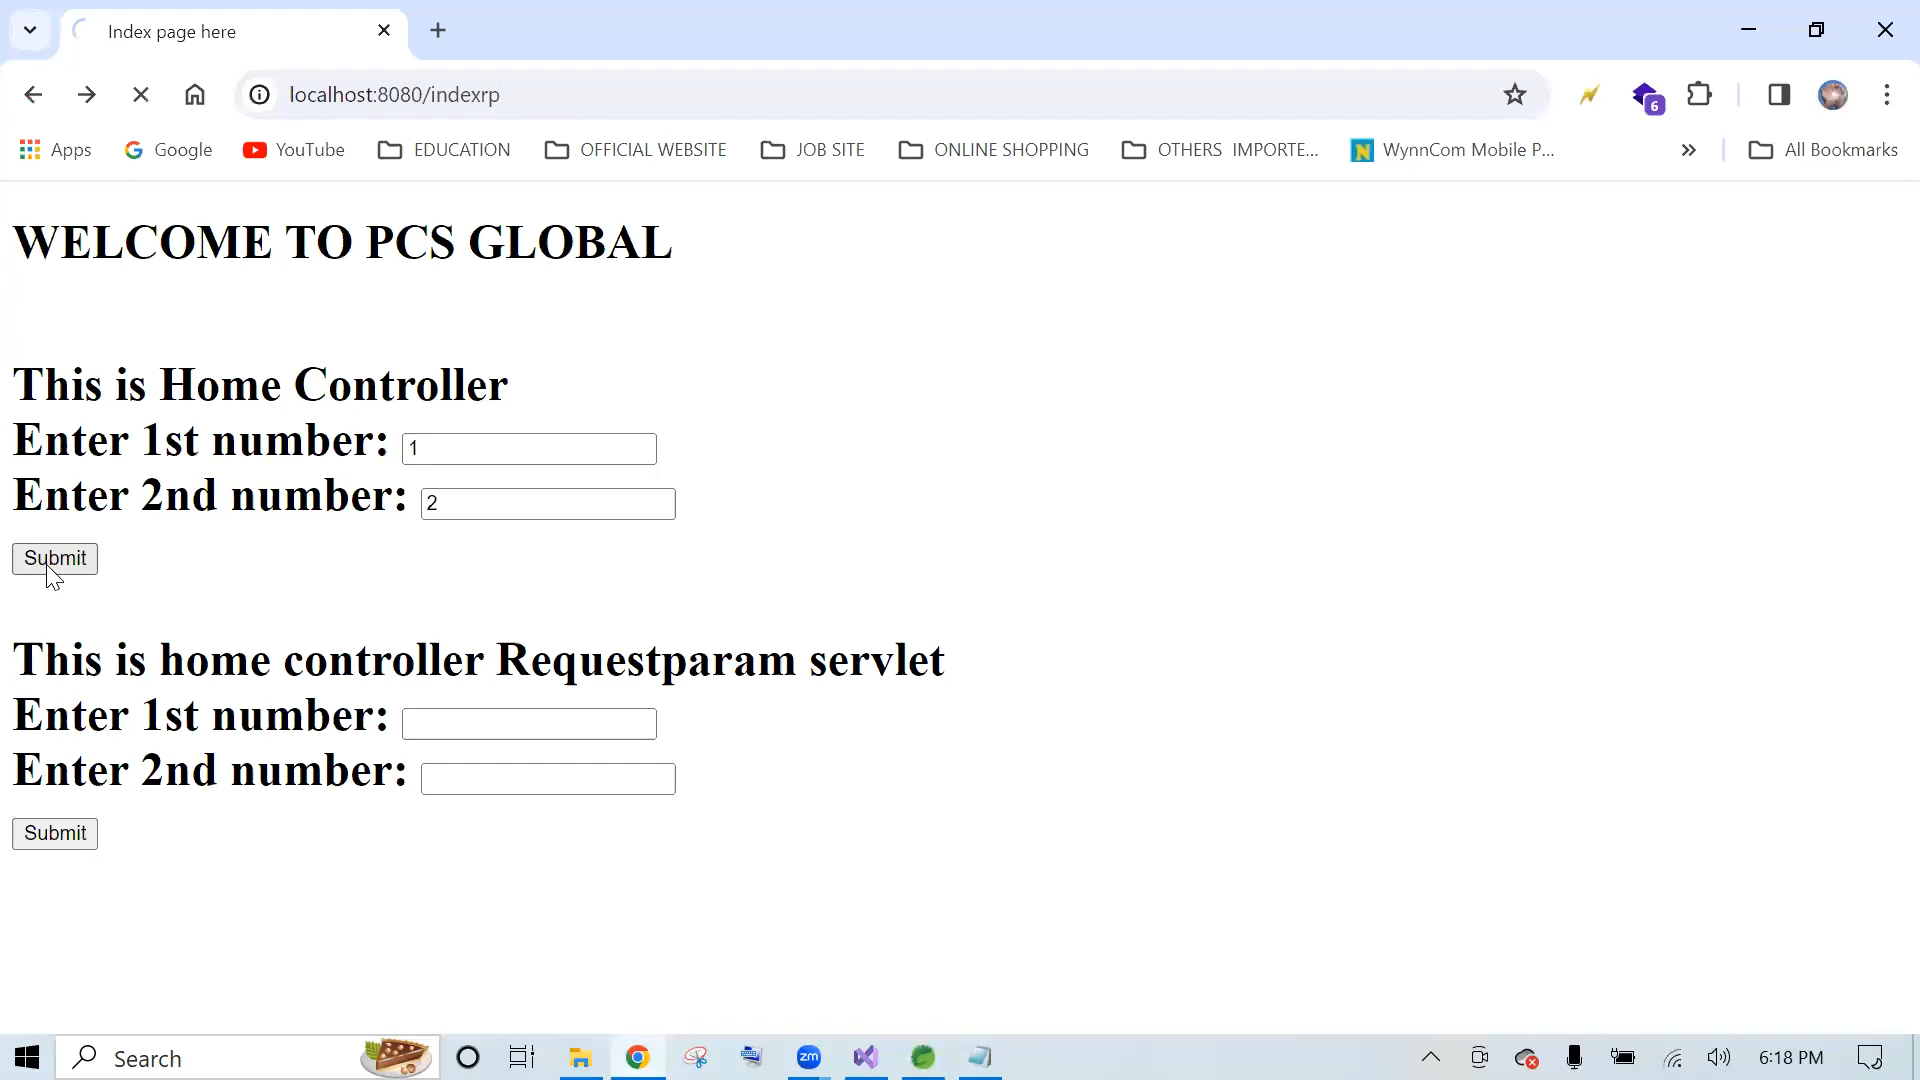 Index page here
localhost:8080/indexrp
6
Apps Google YouTube EDUCATION OFFICIAL WEBSITE JOB SITE ONLINE SHOPPING OTHERS IMPORTE... WynnCom Mobile P... » All Bookmarks
WELCOME TO PCS GLOBAL
This is Home Controller
Enter 1st number: 1
Enter 2nd number: 2
Submit
This is home controller Requestparam servlet
Enter 1st number:
Enter 2nd number:
Submit
Search zm 6:18 PM